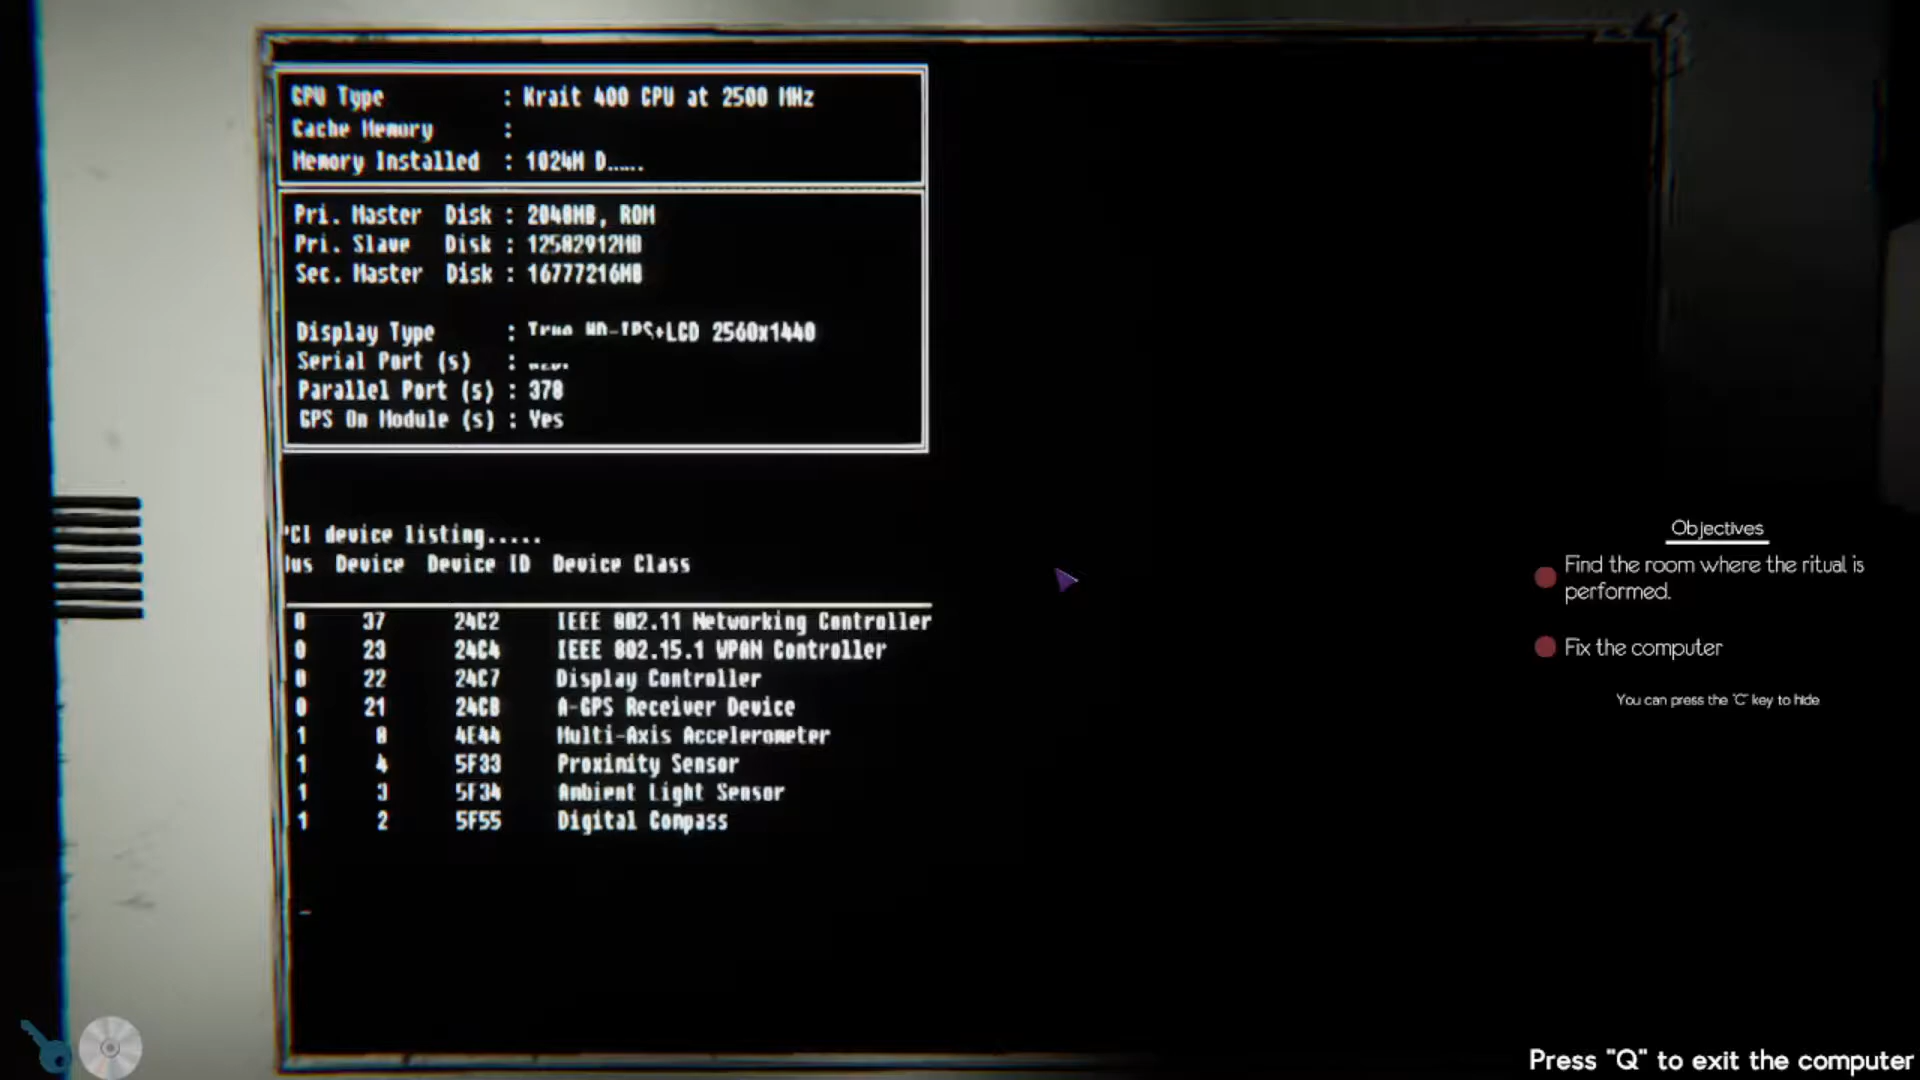 CPU Type : Krait 400 CPU at 2500 MHz
Cache Memory :
Memory Installed : 1024M D.....
Pri. Master Disk : 2048MB, ROM
Pri. Slave Disk : 12582912MB
Sec. Master Disk : 16777216MB
Display Type : True HD-IPS+LCD 2560x1440
Serial Port (s) :
Parallel Port (s) : 378
GPS On Module (s) : Yes
CI device listing.....
us Device Device ID Device Class
0 37 24C2 IEEE 802.11 Networking Controller
0 23 24C4 IEEE 802.15.1 WPAN Controller
0 22 24C7 Display Controller
0 21 24CB A-GPS Receiver Device
1 8 4E44 Multi-Axis Accelerometer
1 4 5F33 Proximity Sensor
1 3 5F34 Ambient Light Sensor
1 2 5F55 Digital Compass
_
Objectives
Find the room where the ritual is
performed.
Fix the computer
You can press the "C" key to hide
Press "Q" to exit the computer